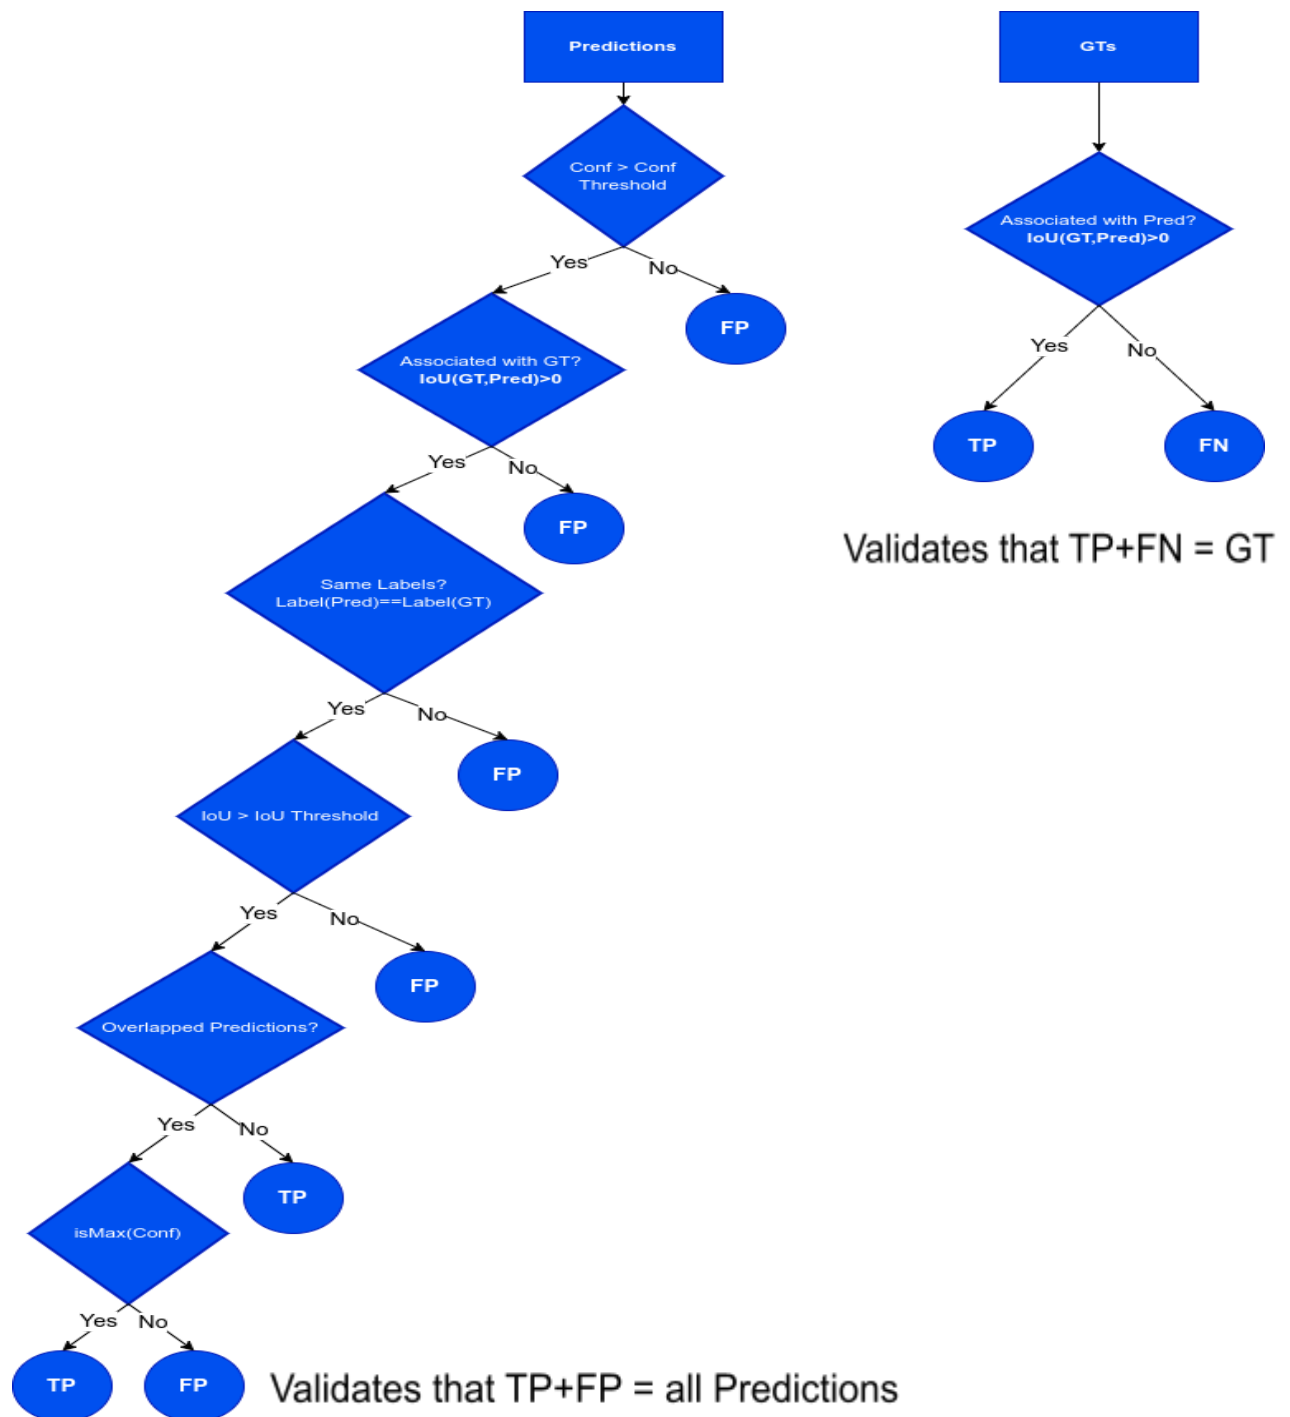 Predictions
Conf > Conf
Threshold
Yes
No
FP
Associated with GT?
IoU(GT,Pred)>0
Yes
No
FP
Same Labels?
Label(Pred)==Label(GT)
Yes
No
FP
IoU > IoU Threshold
Yes
No
FP
Overlapped Predictions?
Yes
No
TP
isMax(Conf)
Yes
No
TP
FP
Validates that TP+FP = all Predictions
GTs
Associated with Pred?
IoU(GT,Pred)>0
Yes
No
TP
FN
Validates that TP+FN = GT